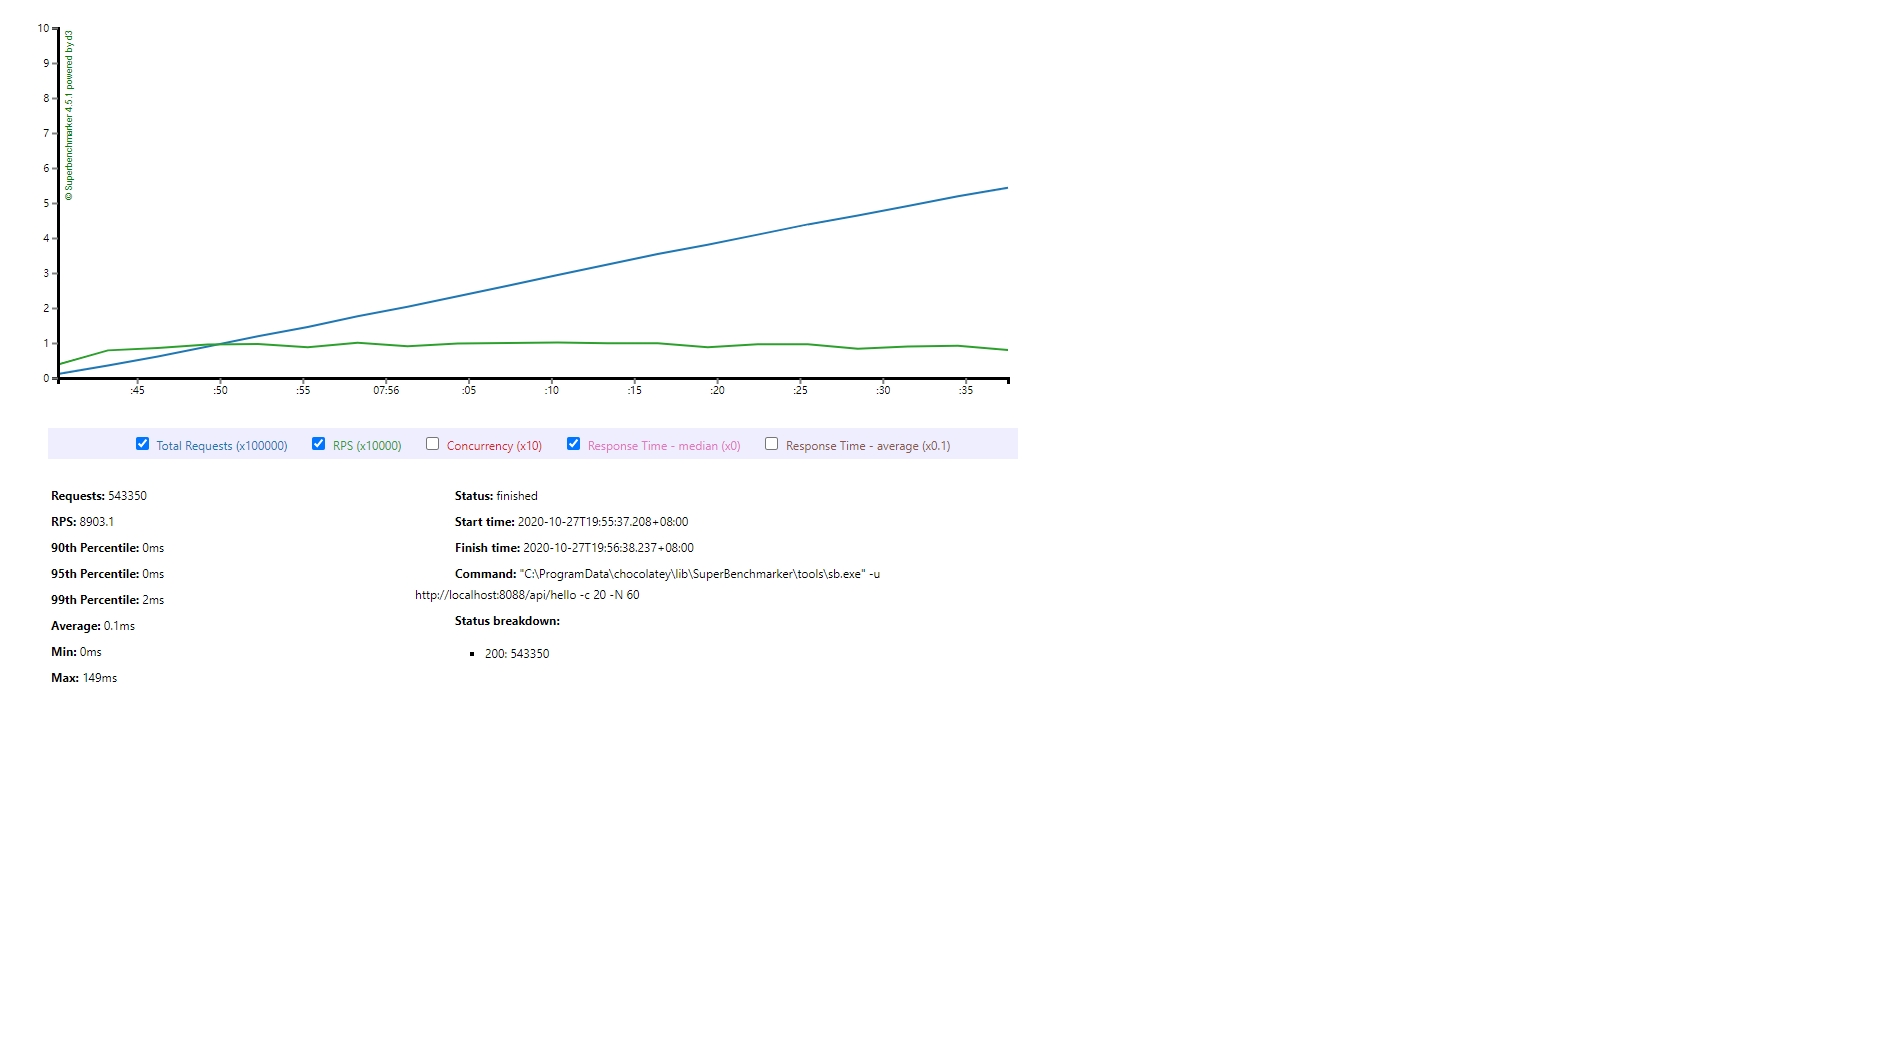 10
9
8
7
6
5
4
3
2
1
0
© Superbenchmarker 4.5.1 powered by d3
:45 :50 :55 07:56 :05 :10 :15 :20 :25 :30 :35
Total Requests (x100000) RPS (x10000) Concurrency (x10) Response Time - median (x0) Response Time - average (x0.1)
Requests: 543350
RPS: 8903.1
90th Percentile: 0ms
95th Percentile: 0ms
99th Percentile: 2ms
Average: 0.1ms
Min: 0ms
Max: 149ms
Status: finished
Start time: 2020-10-27T19:55:37.208+08:00
Finish time: 2020-10-27T19:56:38.237+08:00
Command: "C:\ProgramData\chocolatey\lib\SuperBenchmarker\tools\sb.exe" -u
http://localhost:8088/api/hello -c 20 -N 60
Status breakdown:
200: 543350